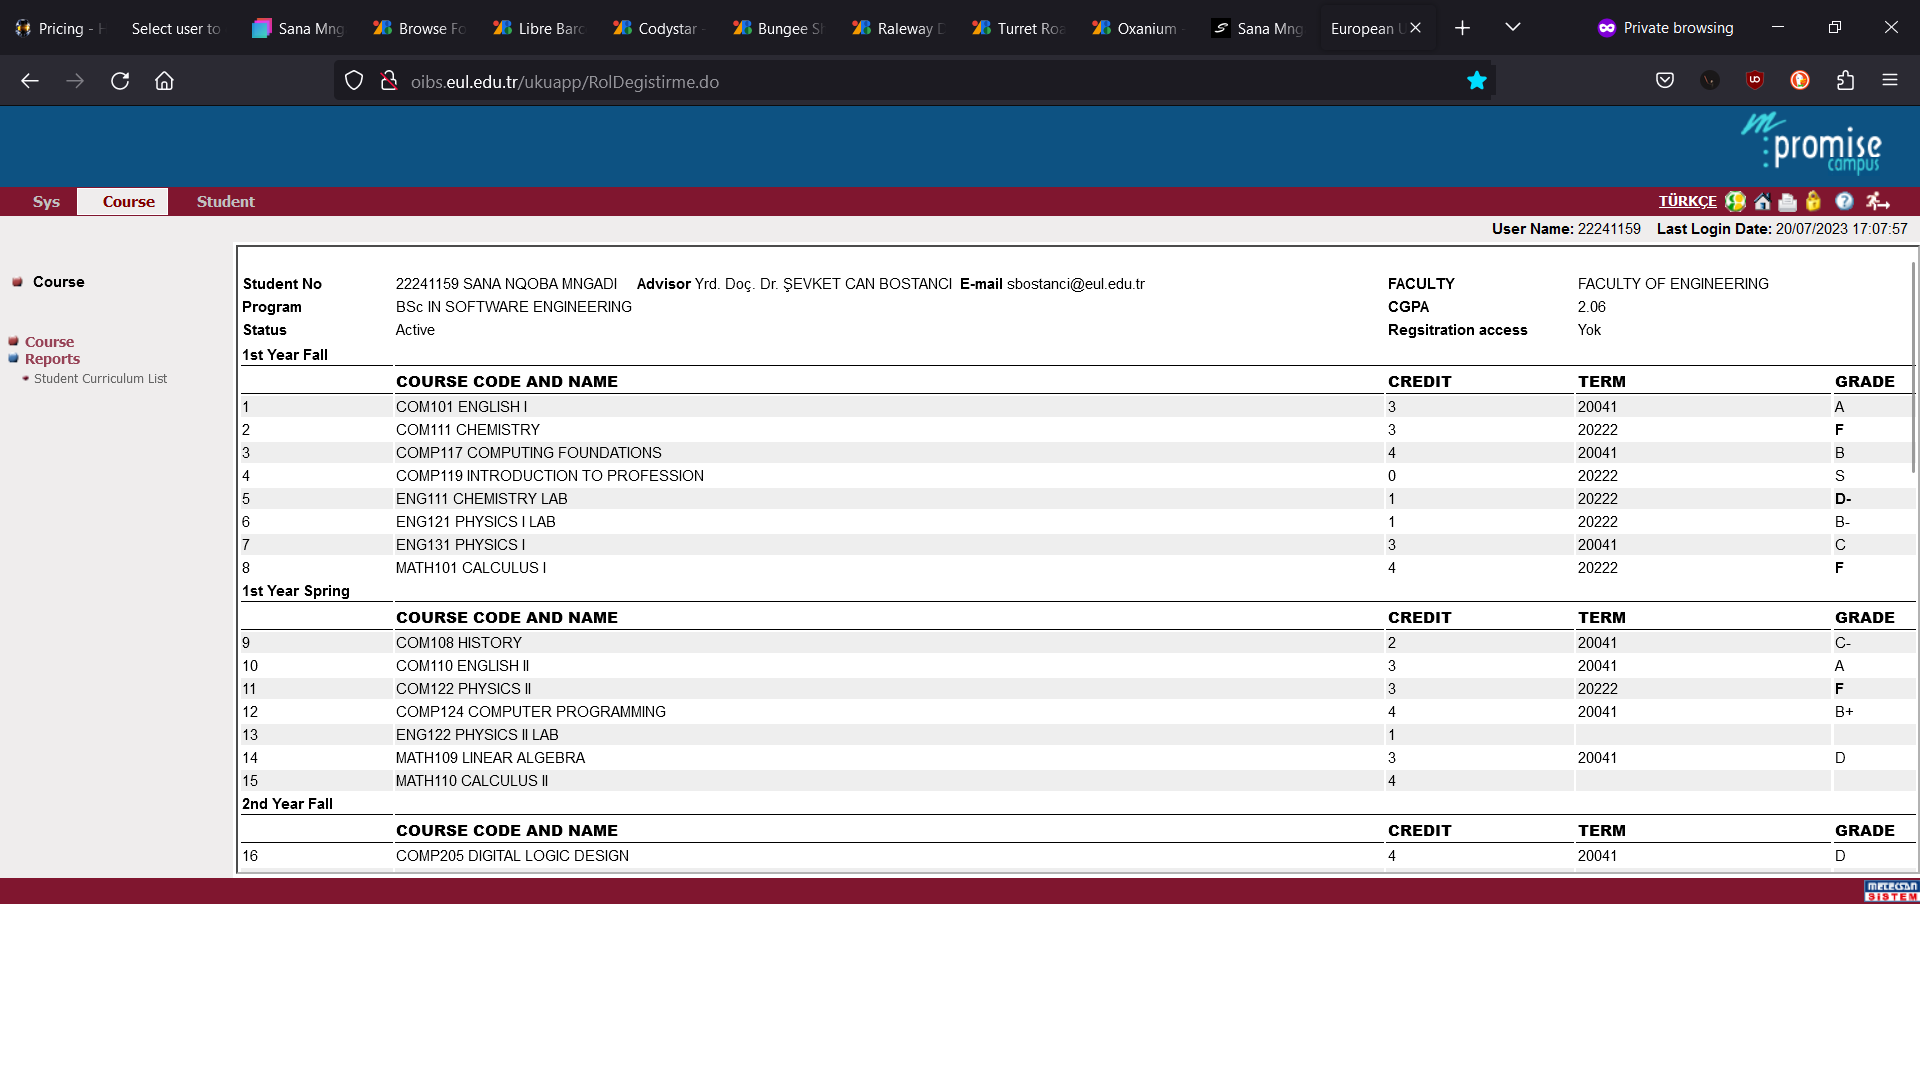 Pricing - H
Select user to
Sana Mng
Browse Fo
Libre Barc
Codystar -
Bungee Sh
Raleway D
Turret Roa
Oxanium -
Sana Mng
European U
Private browsing
oibs.eul.edu.tr/ukuapp/RolDegistirme.do
promise
campus
Sys Course Student TÜRKÇE
User Name: 22241159 Last Login Date: 20/07/2023 17:07:57
Course
Course
Reports
Student Curriculum List
Student No 22241159 SANA NQOBA MNGADI Advisor Yrd. Doç. Dr. ŞEVKET CAN BOSTANCI E-mail sbostanci@eul.edu.tr FACULTY FACULTY OF ENGINEERING
Program BSc IN SOFTWARE ENGINEERING CGPA 2.06
Status Active Regsitration access Yok
1st Year Fall
COURSE CODE AND NAME CREDIT TERM GRADE
1 COM101 ENGLISH I 3 20041 A
2 COM111 CHEMISTRY 3 20222 F
3 COMP117 COMPUTING FOUNDATIONS 4 20041 B
4 COMP119 INTRODUCTION TO PROFESSION 0 20222 S
5 ENG111 CHEMISTRY LAB 1 20222 D-
6 ENG121 PHYSICS I LAB 1 20222 B-
7 ENG131 PHYSICS I 3 20041 C
8 MATH101 CALCULUS I 4 20222 F
1st Year Spring
COURSE CODE AND NAME CREDIT TERM GRADE
9 COM108 HISTORY 2 20041 C-
10 COM110 ENGLISH II 3 20041 A
11 COM122 PHYSICS II 3 20222 F
12 COMP124 COMPUTER PROGRAMMING 4 20041 B+
13 ENG122 PHYSICS II LAB 1
14 MATH109 LINEAR ALGEBRA 3 20041 D
15 MATH110 CALCULUS II 4
2nd Year Fall
COURSE CODE AND NAME CREDIT TERM GRADE
16 COMP205 DIGITAL LOGIC DESIGN 4 20041 D
meteksan
SISTEM